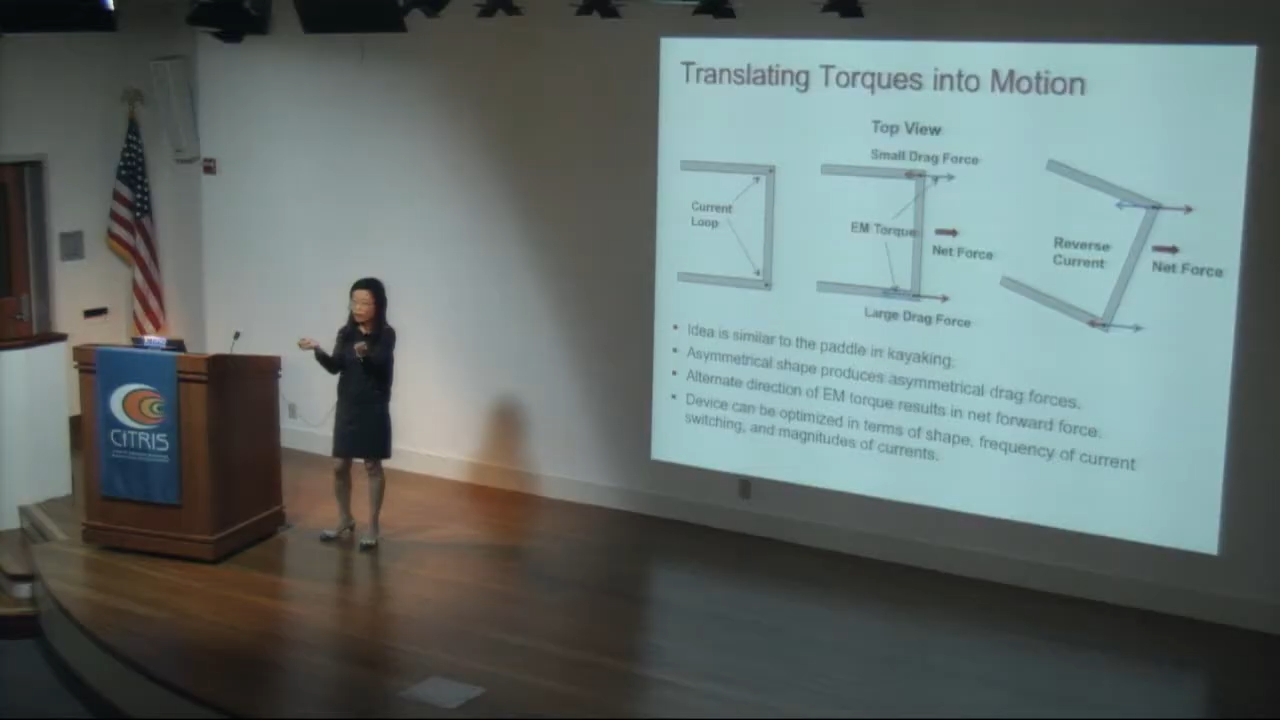 Translating Torques into Motion
Top View
Small Drag Force
Current
Loop
EM Torque
Net Force
Large Drag Force
Reverse
Current
Net Force
• Idea is similar to the paddle in kayaking.
• Asymmetrical shape produces asymmetrical drag forces.
• Alternate direction of EM torque results in net forward force.
• Device can be optimized in terms of shape, frequency of current
switching, and magnitudes of currents.
CiTRIS